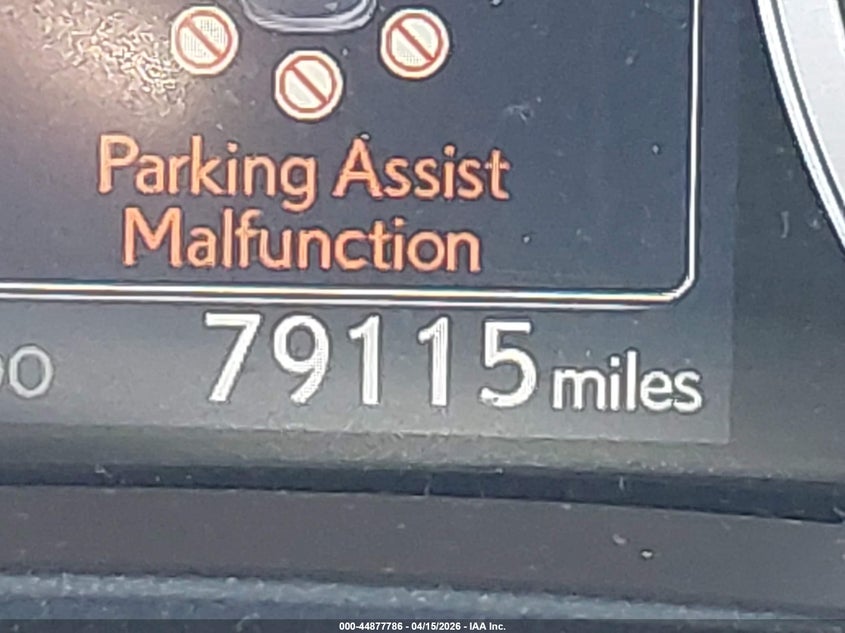 Parking Assist
Malfunction
79115 miles
000-44877786 - 04/15/2026 - IAA Inc.